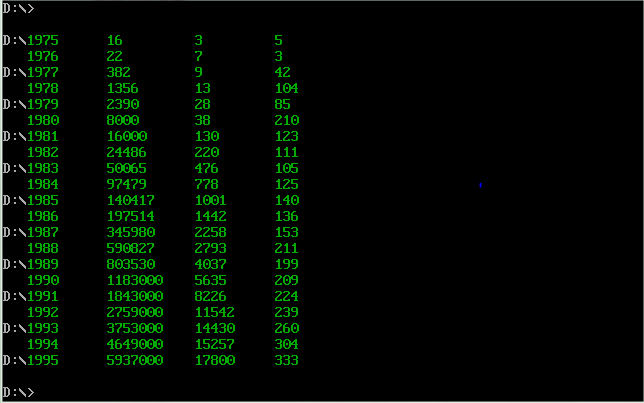 D:\>
D:\1975 16 3 5
1976 22 7 3
D:\1977 382 9 42
1978 1356 13 104
D:\1979 2390 28 85
1980 8000 38 210
D:\1981 16000 130 123
1982 24486 220 111
D:\1983 50065 476 105
1984 97479 778 125
D:\1985 140417 1001 140
1986 197514 1442 136
D:\1987 345980 2258 153
1988 590827 2793 211
D:\1989 803530 4037 199
1990 1183000 5635 209
D:\1991 1843000 8226 224
1992 2759000 11542 239
D:\1993 3753000 14430 260
1994 4649000 15257 304
D:\1995 5937000 17800 333
D:\>